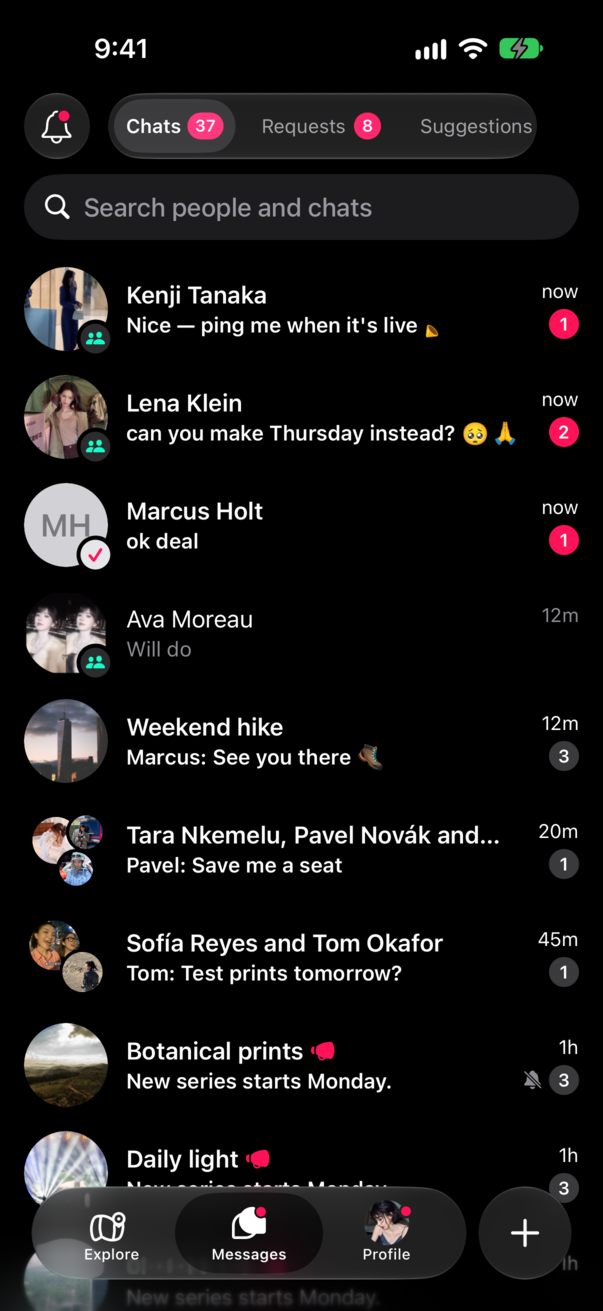 9:41
Chats 37 Requests 8 Suggestions
Search people and chats
Kenji Tanaka now
Nice — ping me when it's live 1
Lena Klein now
can you make Thursday instead? 🥺 🙏 2
MH
Marcus Holt now
ok deal 1
Ava Moreau 12m
Will do
Weekend hike 12m
Marcus: See you there 🥾 3
Tara Nkemelu, Pavel Novák and... 20m
Pavel: Save me a seat 1
Sofía Reyes and Tom Okafor 45m
Tom: Test prints tomorrow? 1
Botanical prints 1h
New series starts Monday. 3
Daily light 1h
New series starts Monday. 3
Explore Messages Profile
1h
New series starts Monday.